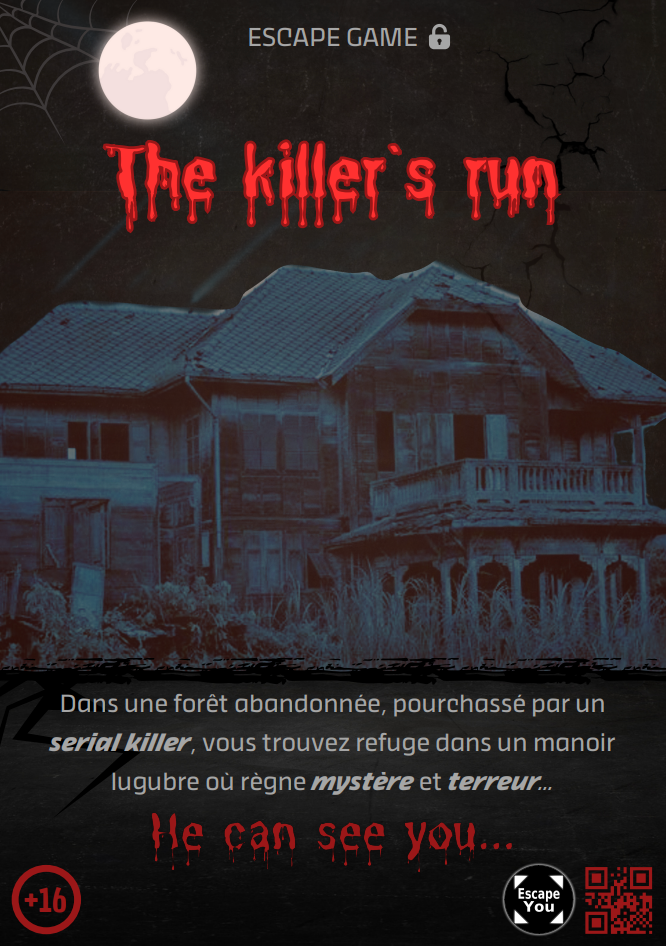 ESCAPE GAME
The killer`s run
Dans une forêt abandonnée, pourchassé par un
serial killer, vous trouvez refuge dans un manoir
lugubre où règne mystère et terreur...
He can see you...
+16
Escape
You